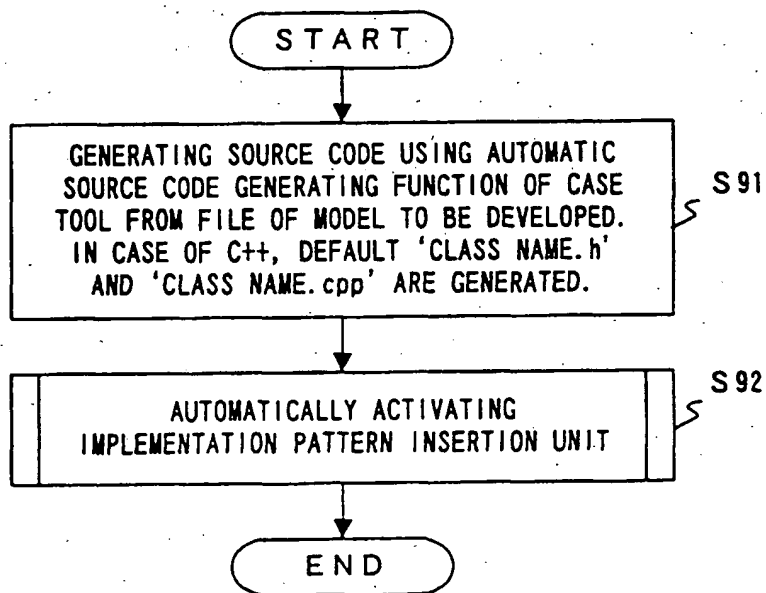 START
GENERATING SOURCE CODE USING AUTOMATIC
SOURCE CODE GENERATING FUNCTION OF CASE
TOOL FROM FILE OF MODEL TO BE DEVELOPED.
IN CASE OF C++, DEFAULT 'CLASS NAME.h'
AND 'CLASS NAME.cpp' ARE GENERATED.
S91
AUTOMATICALLY ACTIVATING
IMPLEMENTATION PATTERN INSERTION UNIT
S92
END